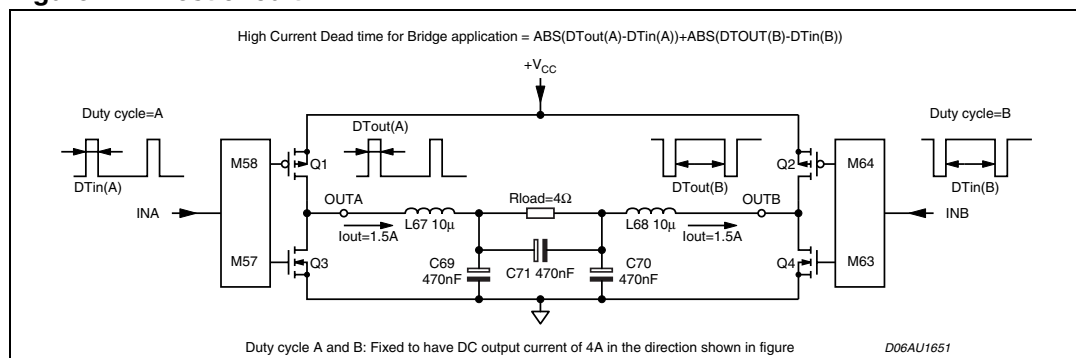 High Current Dead time for Bridge application = ABS(DTout(A)-DTin(A))+ABS(DTOUT(B)-DTin(B))
+VCC
Duty cycle=A
DTout(A)
Duty cycle=B
M58
Q1
Q2
M64
DTin(A)
DTout(B)
DTin(B)
INA
OUTA
Rload=4Ω
OUTB
INB
L67 10µ
L68 10µ
Iout=1.5A
Iout=1.5A
M57
Q3
C69
470nF
C71 470nF
C70
470nF
Q4
M63
Duty cycle A and B: Fixed to have DC output current of 4A in the direction shown in figure
D06AU1651